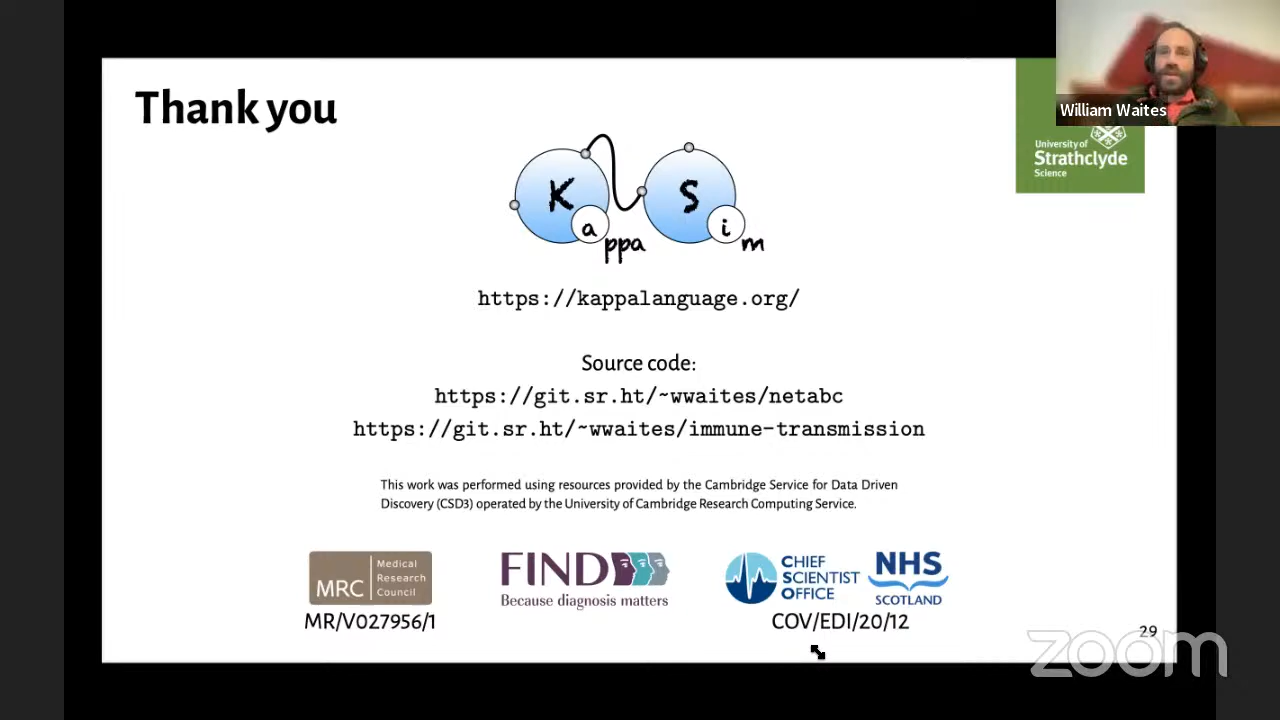 William Waites
University of
Strathclyde
Science
Thank you
K a ppa S i m
https://kappalanguage.org/
Source code:
https://git.sr.ht/~wwaites/netabc
https://git.sr.ht/~wwaites/immune-transmission
This work was performed using resources provided by the Cambridge Service for Data Driven
Discovery (CSD3) operated by the University of Cambridge Research Computing Service.
MRC
Medical
Research
Council
MR/V027956/1
FIND
Because diagnosis matters
CHIEF
SCIENTIST
OFFICE
NHS
SCOTLAND
COV/EDI/20/12
29
zoom